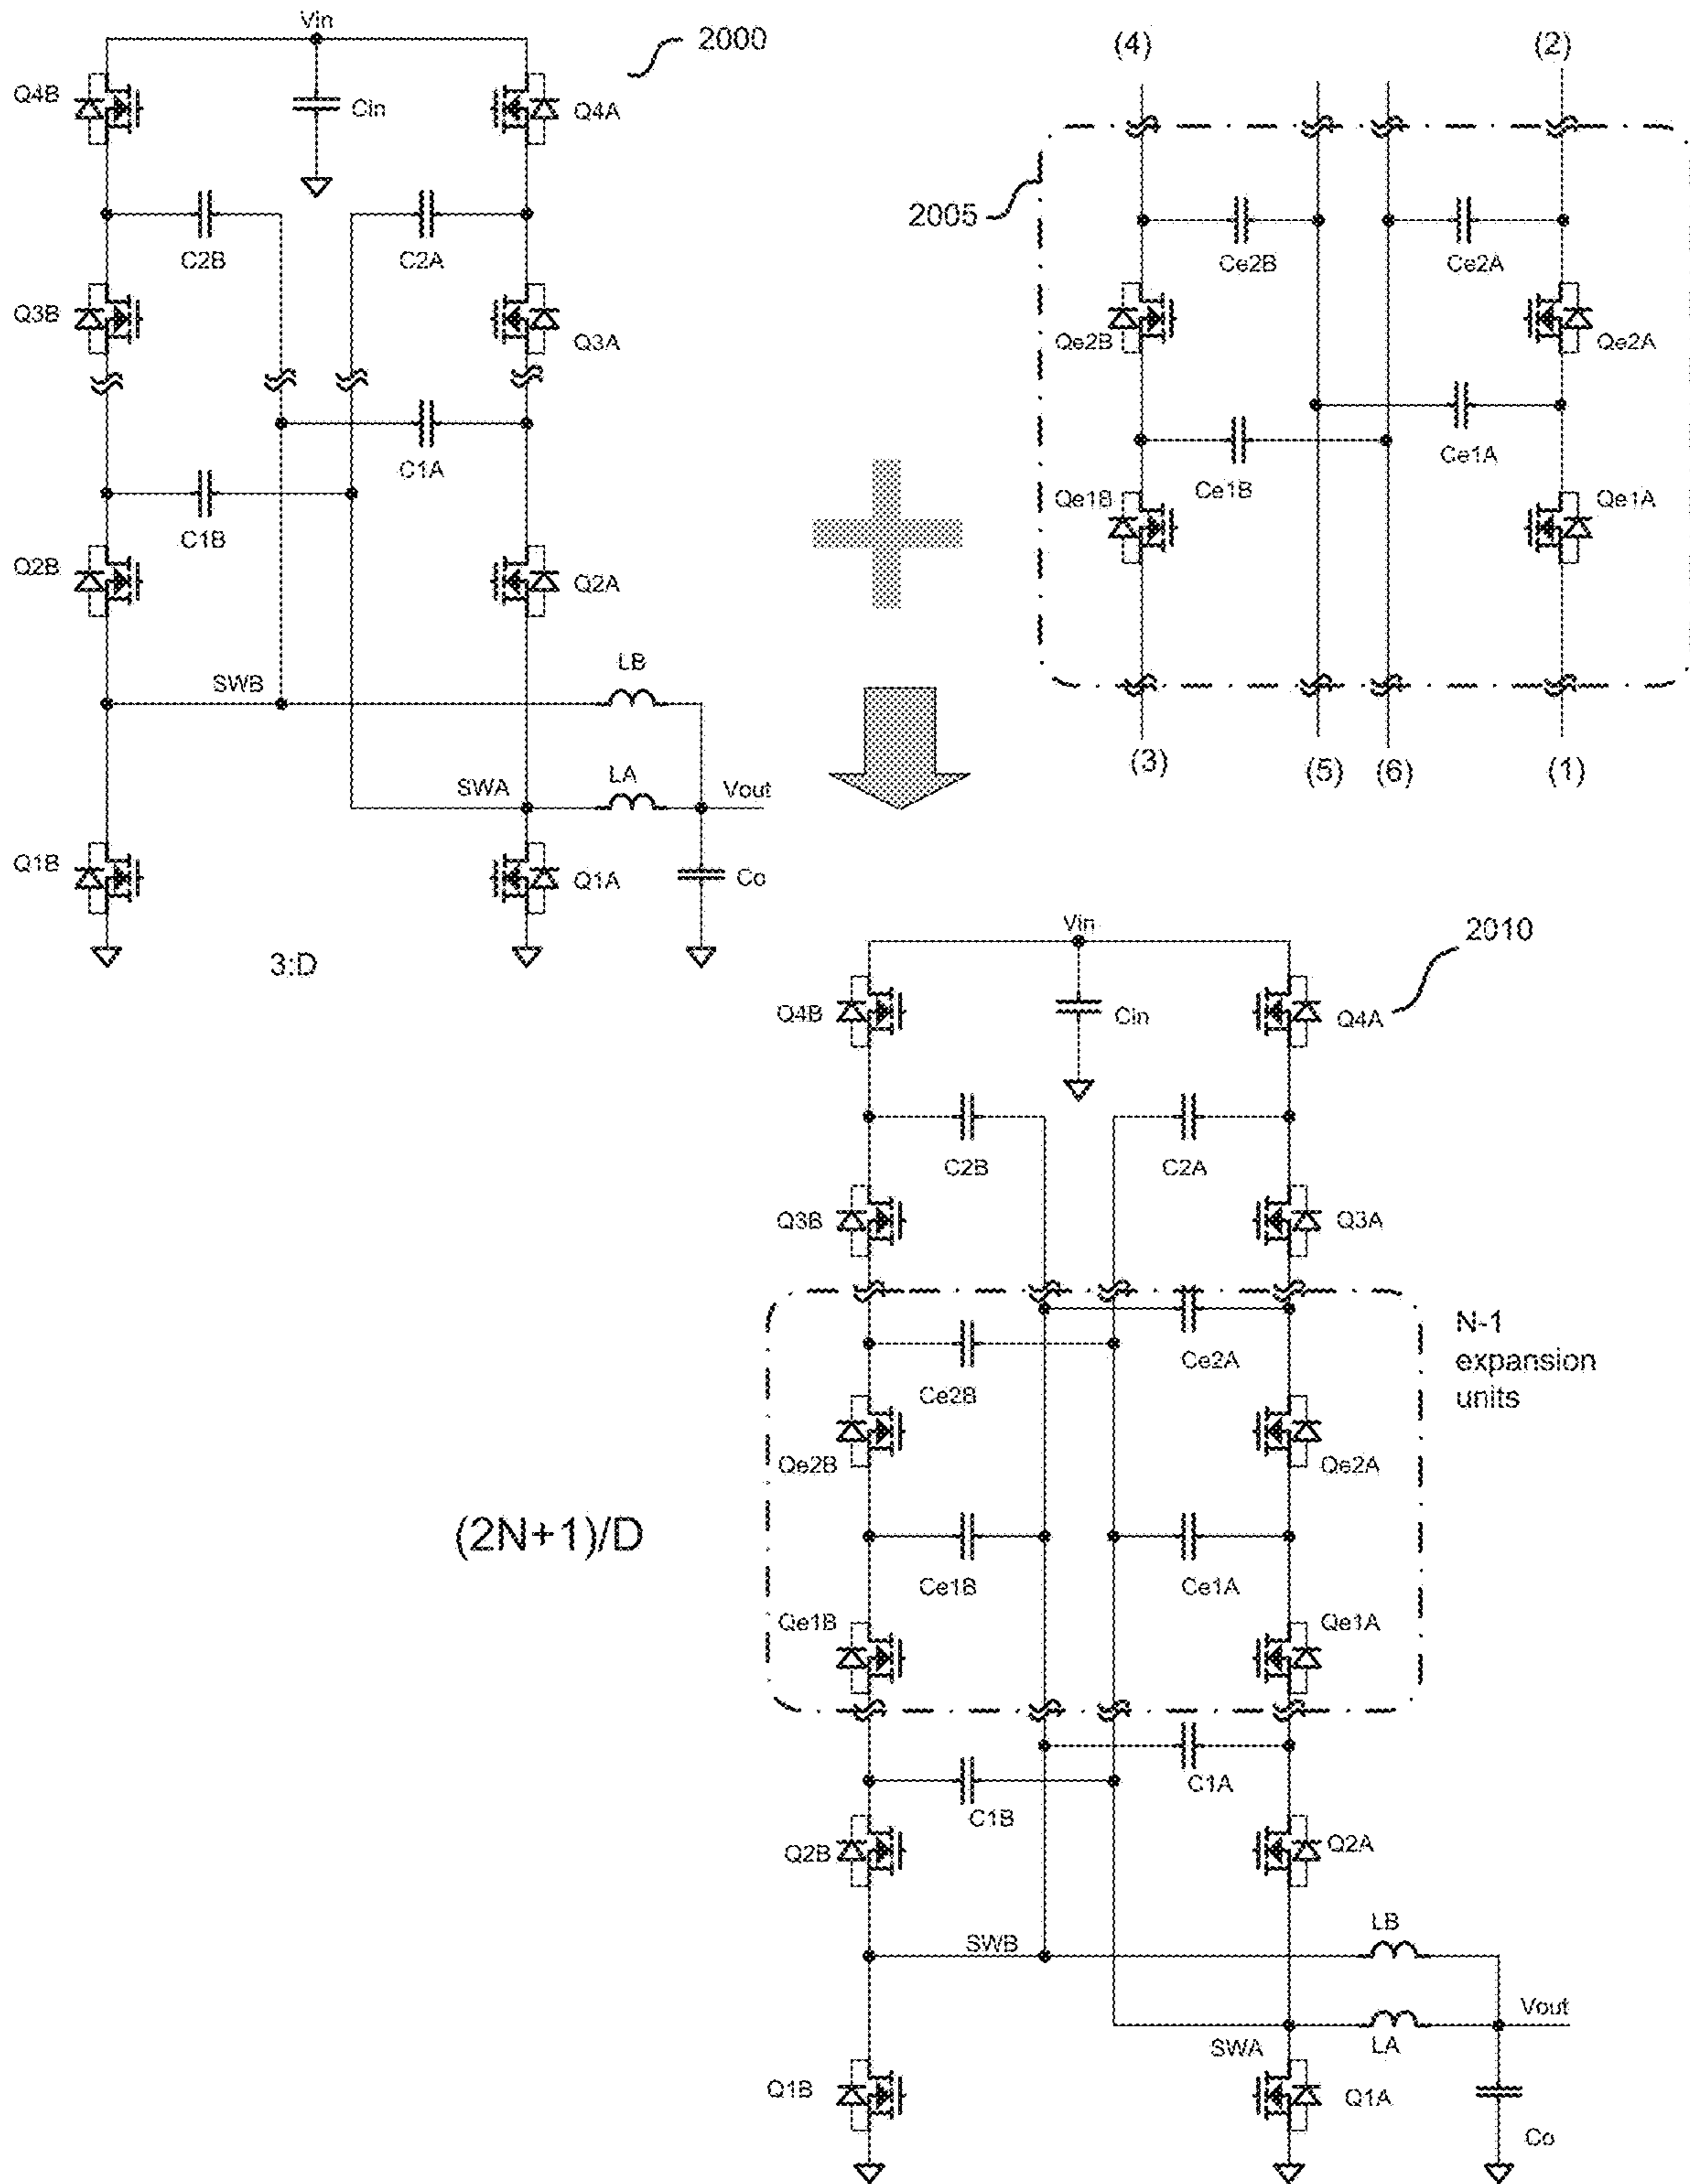 Vin
2000
Q4B
Cin
Q4A
C2B
C2A
Q3B
Q3A
C1A
C1B
Q2B
Q2A
LB
SWB
LA
SWA
Vout
Q1B
Q1A
Co
3:D
(4)
(2)
2005
Ce2B
Ce2A
Qe2B
Qe2A
Ce1A
Ce1B
Qe1B
Qe1A
(3)
(5)
(6)
(1)
Vin
2010
Q4B
Cin
Q4A
C2B
C2A
Q3B
Q3A
N-1
expansion
units
Ce2A
Ce2B
Qe2B
Qe2A
(2N+1)/D
Ce1B
Ce1A
Qe1B
Qe1A
C1A
C1B
Q2B
Q2A
LB
SWB
Vout
SWA
LA
Q1B
Q1A
Co